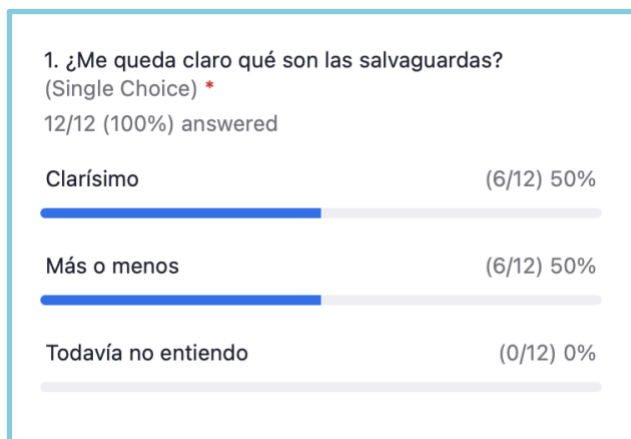 1. ¿Me queda claro qué son las salvaguardas?
(Single Choice) *
12/12 (100%) answered
Clarísimo (6/12) 50%
Más o menos (6/12) 50%
Todavía no entiendo (0/12) 0%